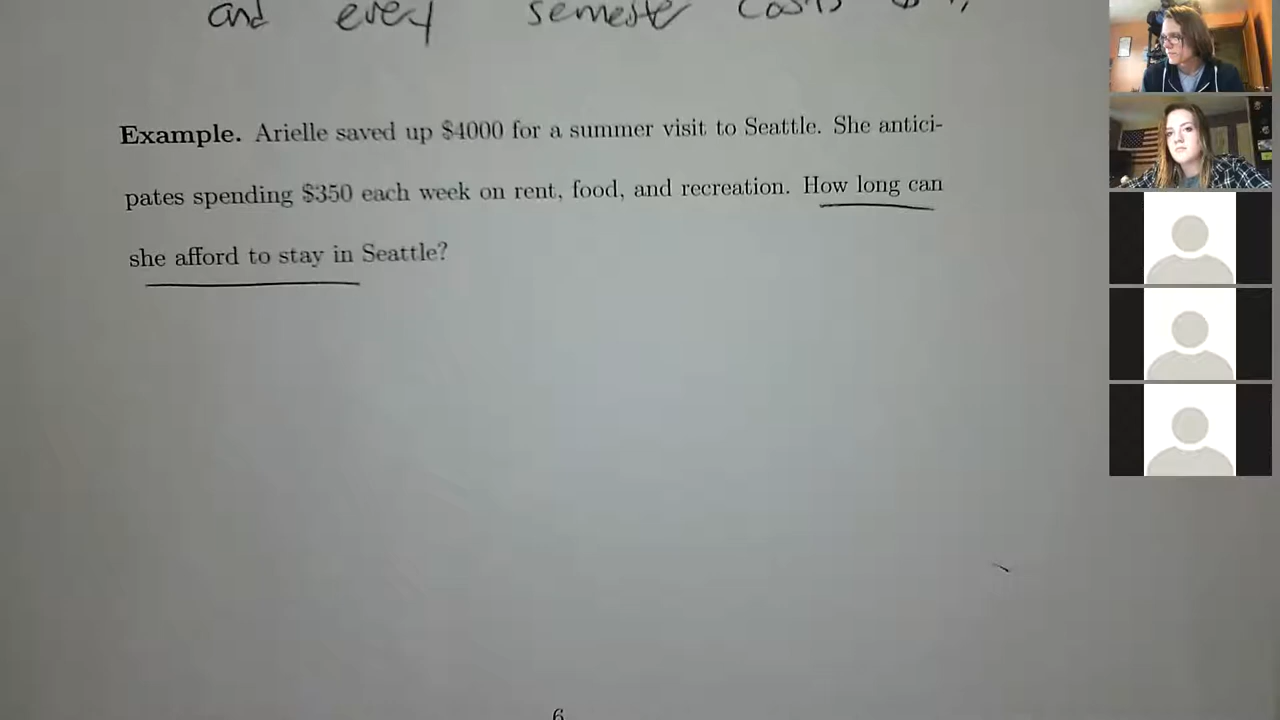 and every semester costs $
Example. Arielle saved up $4000 for a summer visit to Seattle. She antici-
pates spending $350 each week on rent, food, and recreation. How long can
she afford to stay in Seattle?
6